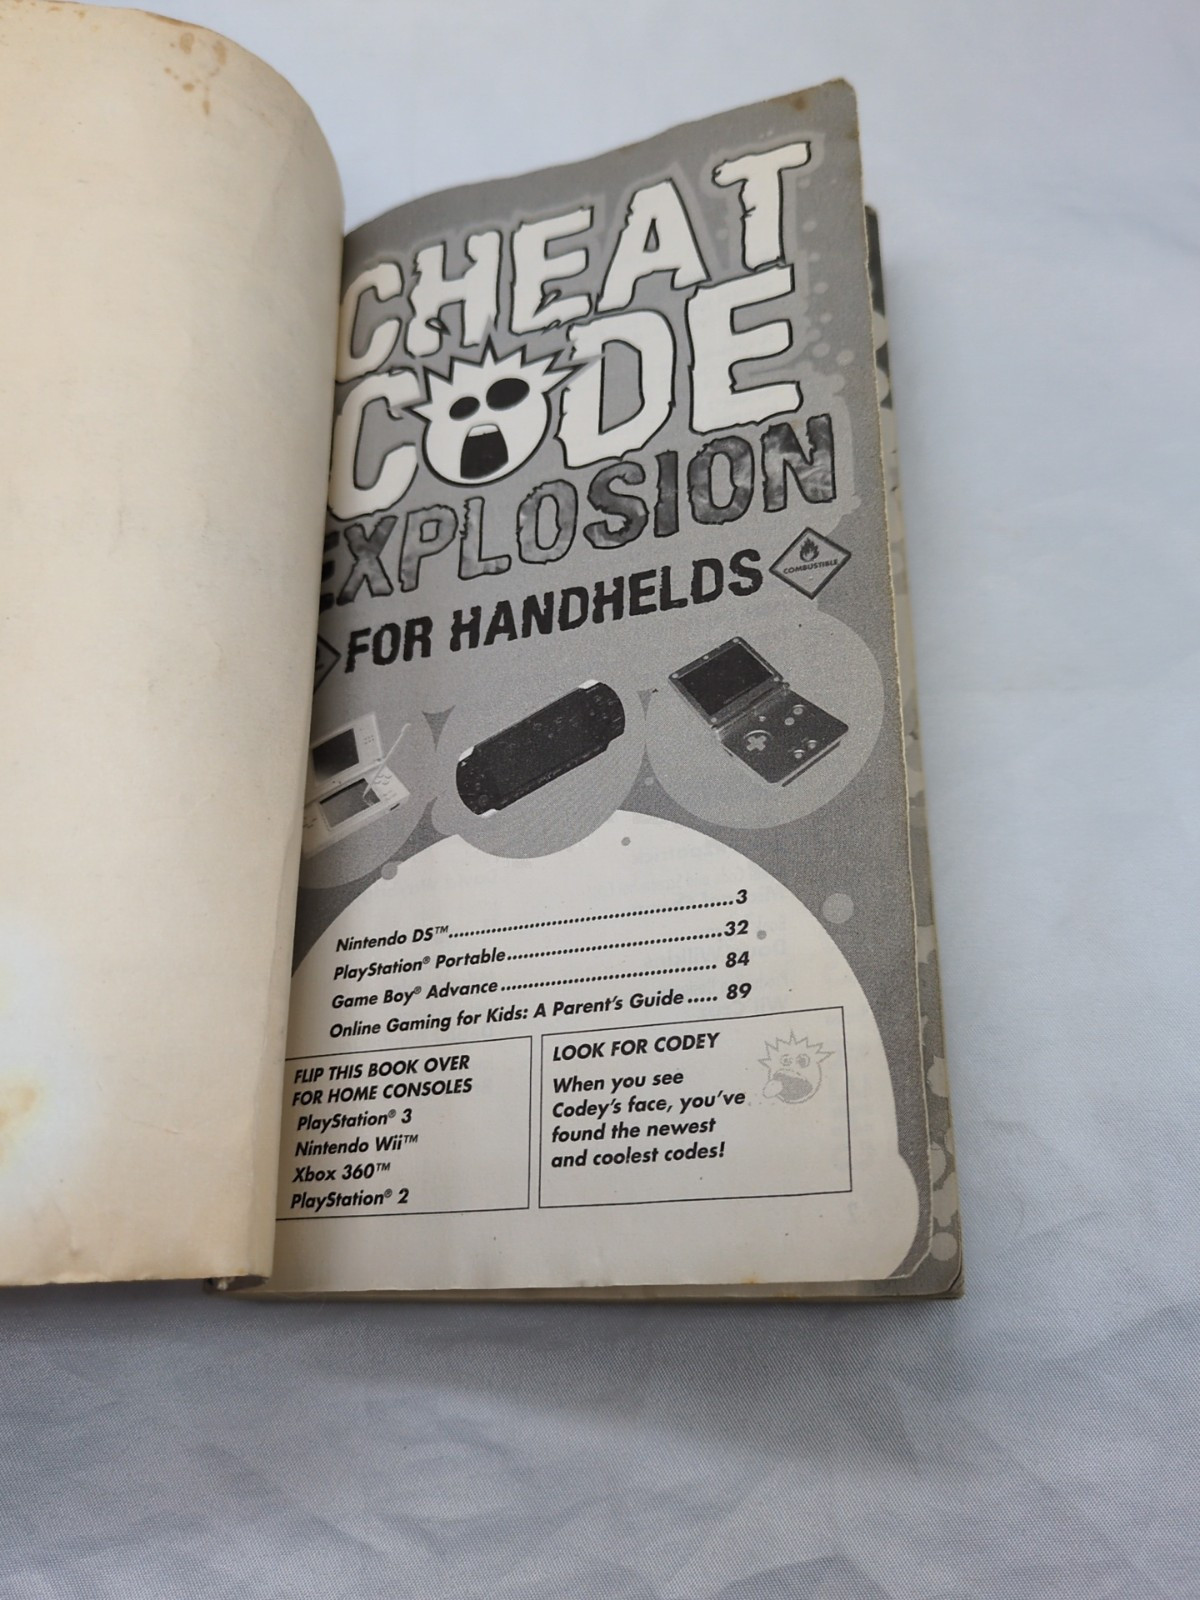 CHEAT
CODE
EXPLOSION
FOR HANDHELDS
COMBUSTIBLE
Nintendo DS™..........................................................3
PlayStation® Portable.........................................32
Game Boy® Advance.......................................... 84
Online Gaming for Kids: A Parent's Guide..... 89
FLIP THIS BOOK OVER
FOR HOME CONSOLES
PlayStation® 3
Nintendo Wii™
Xbox 360™
PlayStation® 2
LOOK FOR CODEY
When you see
Codey's face, you've
found the newest
and coolest codes!